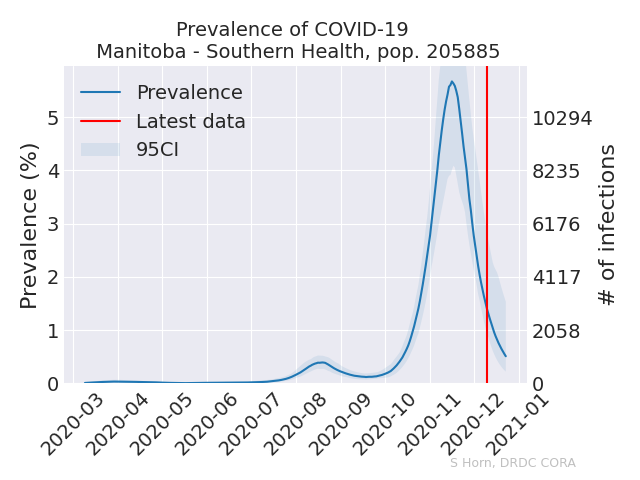 Prevalence of COVID-19
Manitoba - Southern Health, pop. 205885
Prevalence
Latest data
95CI
Prevalence (%)
5
4
3
2
1
0
10294
8235
6176
4117
2058
0
# of infections
2020-03
2020-04
2020-05
2020-06
2020-07
2020-08
2020-09
2020-10
2020-11
2020-12
2021-01
S Horn, DRDC CORA